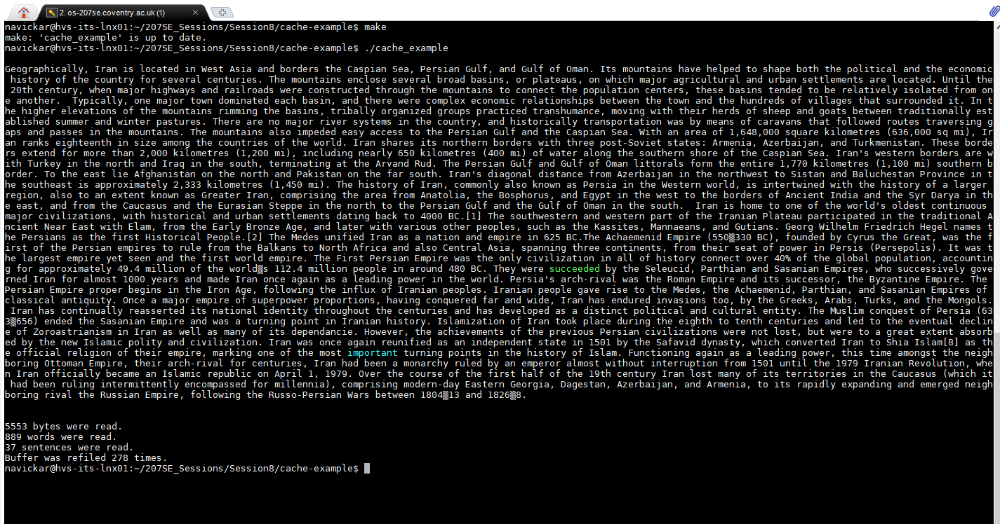 2. os-207se.coventry.ac.uk (1)
navickar@hvs-its-lnx01:~/207SE_Sessions/Session8/cache-example$ make
make: 'cache_example' is up to date.
navickar@hvs-its-lnx01:~/207SE_Sessions/Session8/cache-example$ ./cache_example
Geographically, Iran is located in West Asia and borders the Caspian Sea, Persian Gulf, and Gulf of Oman. Its mountains have helped to shape both the political and the economic
 history of the country for several centuries. The mountains enclose several broad basins, or plateaus, on which major agricultural and urban settlements are located. Until the
 20th century, when major highways and railroads were constructed through the mountains to connect the population centers, these basins tended to be relatively isolated from on
e another.  Typically, one major town dominated each basin, and there were complex economic relationships between the town and the hundreds of villages that surrounded it. In t
he higher elevations of the mountains rimming the basins, tribally organized groups practiced transhumance, moving with their herds of sheep and goats between traditionally est
ablished summer and winter pastures. There are no major river systems in the country, and historically transportation was by means of caravans that followed routes traversing g
aps and passes in the mountains. The mountains also impeded easy access to the Persian Gulf and the Caspian Sea. With an area of 1,648,000 square kilometres (636,000 sq mi), Ir
an ranks eighteenth in size among the countries of the world. Iran shares its northern borders with three post-Soviet states: Armenia, Azerbaijan, and Turkmenistan. These borde
rs extend for more than 2,000 kilometres (1,200 mi), including nearly 650 kilometres (400 mi) of water along the southern shore of the Caspian Sea. Iran's western borders are w
ith Turkey in the north and Iraq in the south, terminating at the Arvand Rud. The Persian Gulf and Gulf of Oman littorals form the entire 1,770 kilometres (1,100 mi) southern b
order. To the east lie Afghanistan on the north and Pakistan on the far south. Iran's diagonal distance from Azerbaijan in the northwest to Sistan and Baluchestan Province in t
he southeast is approximately 2,333 kilometres (1,450 mi). The history of Iran, commonly also known as Persia in the Western world, is intertwined with the history of a larger
region, also to an extent known as Greater Iran, comprising the area from Anatolia, the Bosphorus, and Egypt in the west to the borders of Ancient India and the Syr Darya in th
e east, and from the Caucasus and the Eurasian Steppe in the north to the Persian Gulf and the Gulf of Oman in the south.  Iran is home to one of the world's oldest continuous
major civilizations, with historical and urban settlements dating back to 4000 BC.[1] The southwestern and western part of the Iranian Plateau participated in the traditional A
ncient Near East with Elam, from the Early Bronze Age, and later with various other peoples, such as the Kassites, Mannaeans, and Gutians. Georg Wilhelm Friedrich Hegel names t
he Persians as the first Historical People.[2] The Medes unified Iran as a nation and empire in 625 BC.The Achaemenid Empire (550▒330 BC), founded by Cyrus the Great, was the f
irst of the Persian empires to rule from the Balkans to North Africa and also Central Asia, spanning three continents, from their seat of power in Persis (Persepolis). It was t
he largest empire yet seen and the first world empire. The First Persian Empire was the only civilization in all of history connect over 40% of the global population, accountin
g for approximately 49.4 million of the world▒s 112.4 million people in around 480 BC. They were succeeded by the Seleucid, Parthian and Sasanian Empires, who successively gove
rned Iran for almost 1000 years and made Iran once again as a leading power in the world. Persia's arch-rival was the Roman Empire and its successor, the Byzantine Empire. The
Persian Empire proper begins in the Iron Age, following the influx of Iranian peoples. Iranian people gave rise to the Medes, the Achaemenid, Parthian, and Sasanian Empires of
classical antiquity. Once a major empire of superpower proportions, having conquered far and wide, Iran has endured invasions too, by the Greeks, Arabs, Turks, and the Mongols.
 Iran has continually reasserted its national identity throughout the centuries and has developed as a distinct political and cultural entity. The Muslim conquest of Persia (63
3▒656) ended the Sasanian Empire and was a turning point in Iranian history. Islamization of Iran took place during the eighth to tenth centuries and led to the eventual declin
e of Zoroastrianism in Iran as well as many of its dependancie. However, the achievements of the previous Persian civilizations were not lost, but were to a great extent absorb
ed by the new Islamic polity and civilization. Iran was once again reunified as an independent state in 1501 by the Safavid dynasty, which converted Iran to Shia Islam[8] as th
e official religion of their empire, marking one of the most important turning points in the history of Islam. Functioning again as a leading power, this time amongst the neigh
boring Ottoman Empire, their arch-rival for centuries, Iran had been a monarchy ruled by an emperor almost without interruption from 1501 until the 1979 Iranian Revolution, whe
n Iran officially became an Islamic republic on April 1, 1979. Over the course of the first half of the 19th century Iran lost many of its territories in the Caucasus (which it
 had been ruling intermittently encompassed for millennia), comprising modern-day Eastern Georgia, Dagestan, Azerbaijan, and Armenia, to its rapidly expanding and emerged neigh
boring rival the Russian Empire, following the Russo-Persian Wars between 1804▒13 and 1826▒8.
5553 bytes were read.
889 words were read.
37 sentences were read.
Buffer was refiled 278 times.
navickar@hvs-its-lnx01:~/207SE_Sessions/Session8/cache-example$